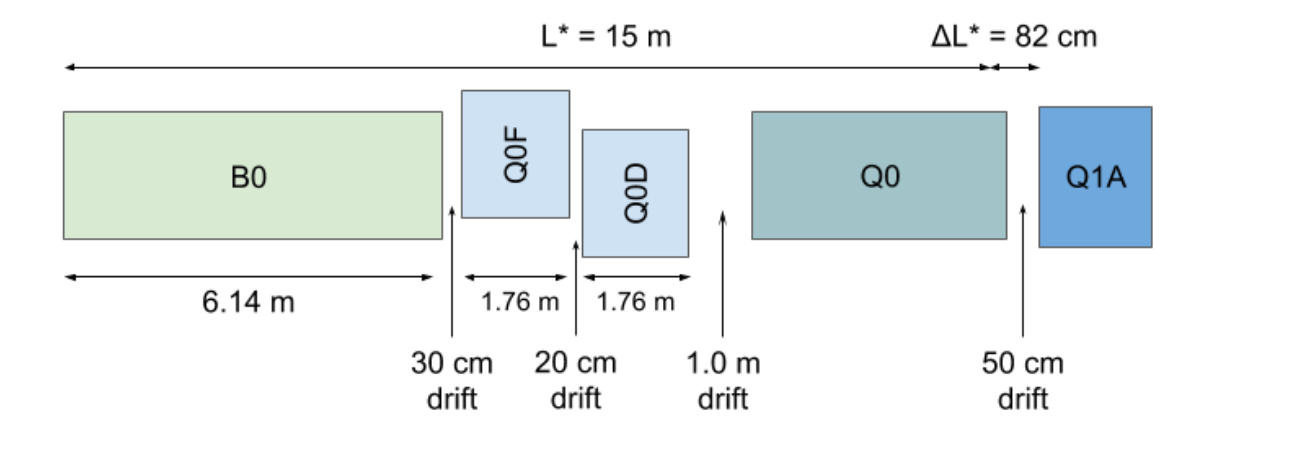 L* = 15 m
ΔL* = 82 cm
B0
Q0F
Q0D
Q0
Q1A
6.14 m
1.76 m
1.76 m
30 cm
drift
20 cm
drift
1.0 m
drift
50 cm
drift